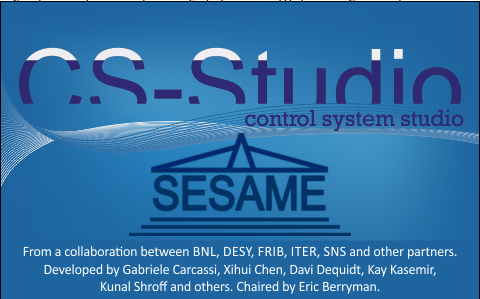 CS-Studio
control system studio
SESAME
From a collaboration between BNL, DESY, FRIB, ITER, SNS and other partners.
Developed by Gabriele Carcassi, Xihui Chen, Davi Dequidt, Kay Kasemir,
Kunal Shroff and others. Chaired by Eric Berryman.